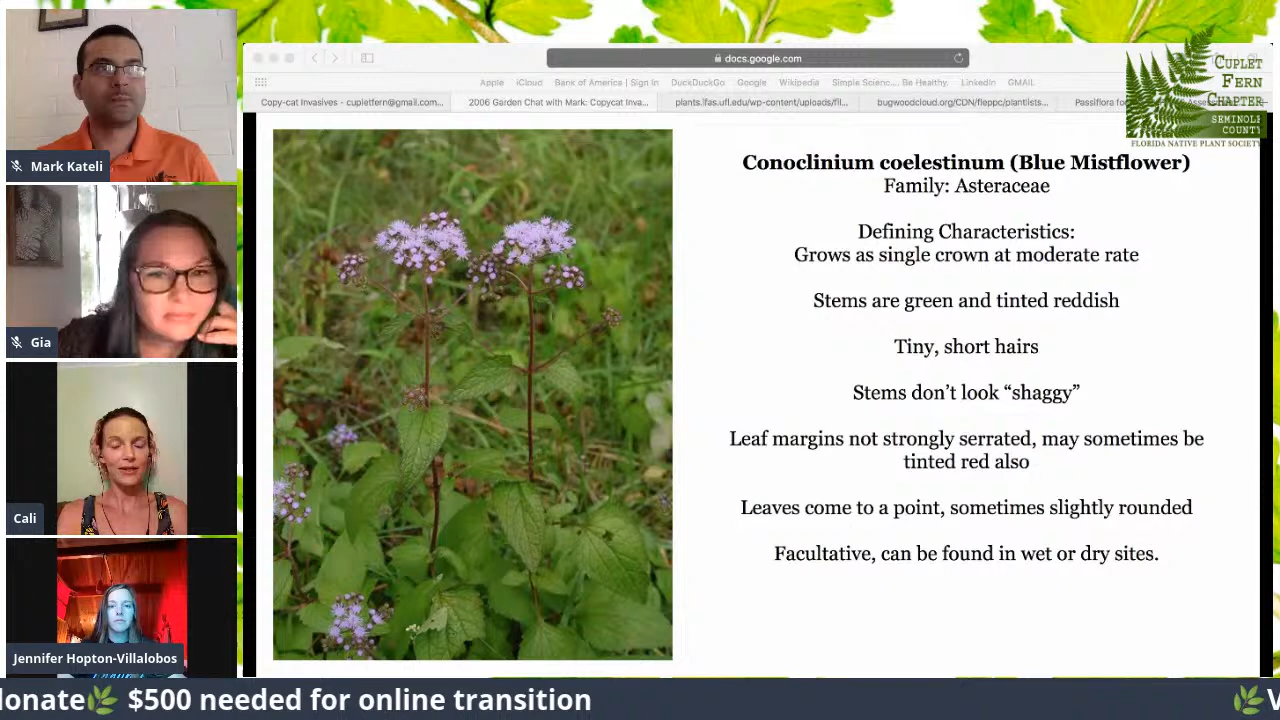 docs.google.com
Apple iCloud Bank of America | Sign In DuckDuckGo Google Wikipedia Simple Scienc... Be Healthy. LinkedIn GMAIL
Copy-cat Invasives - cupletfern@gmail.com... 2006 Garden Chat with Mark: Copycat Inva... plants.ifas.ufl.edu/wp-content/uploads/fil... bugwoodcloud.org/CDN/fleppc/plantlists... Passiflora fo
CUPLET
FERN
CHAPTER
SEMINOLE
COUNTY
FLORIDA NATIVE PLANT SOCIETY
Mark Kateli
Gia
Cali
Jennifer Hopton-Villalobos
Conoclinium coelestinum (Blue Mistflower)
Family: Asteraceae
Defining Characteristics:
Grows as single crown at moderate rate
Stems are green and tinted reddish
Tiny, short hairs
Stems don’t look “shaggy”
Leaf margins not strongly serrated, may sometimes be
tinted red also
Leaves come to a point, sometimes slightly rounded
Facultative, can be found in wet or dry sites.
donate🌿 $500 needed for online transition 🌿 V